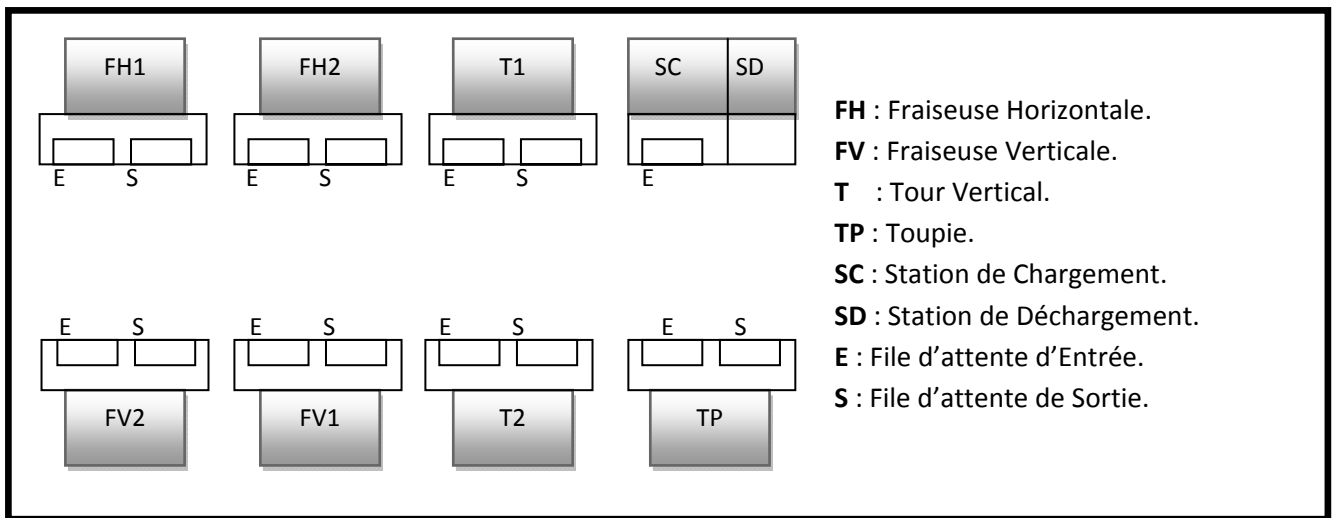 FH1 FH2 T1 SC SD
E S E S E S E
E S E S E S E S
FV2 FV1 T2 TP
FH : Fraiseuse Horizontale.
FV : Fraiseuse Verticale.
T : Tour Vertical.
TP : Toupie.
SC : Station de Chargement.
SD : Station de Déchargement.
E : File d’attente d’Entrée.
S : File d’attente de Sortie.